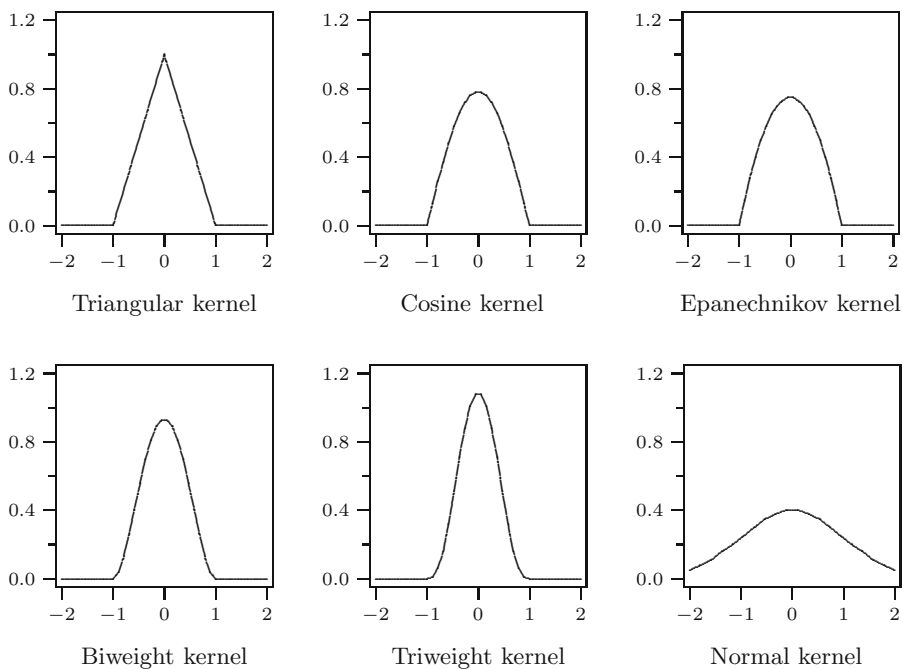 1.2
0.8
0.4
0.0
−2 −1 0 1 2
Triangular kernel
1.2
0.8
0.4
0.0
−2 −1 0 1 2
Cosine kernel
1.2
0.8
0.4
0.0
−2 −1 0 1 2
Epanechnikov kernel
1.2
0.8
0.4
0.0
−2 −1 0 1 2
Biweight kernel
1.2
0.8
0.4
0.0
−2 −1 0 1 2
Triweight kernel
1.2
0.8
0.4
0.0
−2 −1 0 1 2
Normal kernel